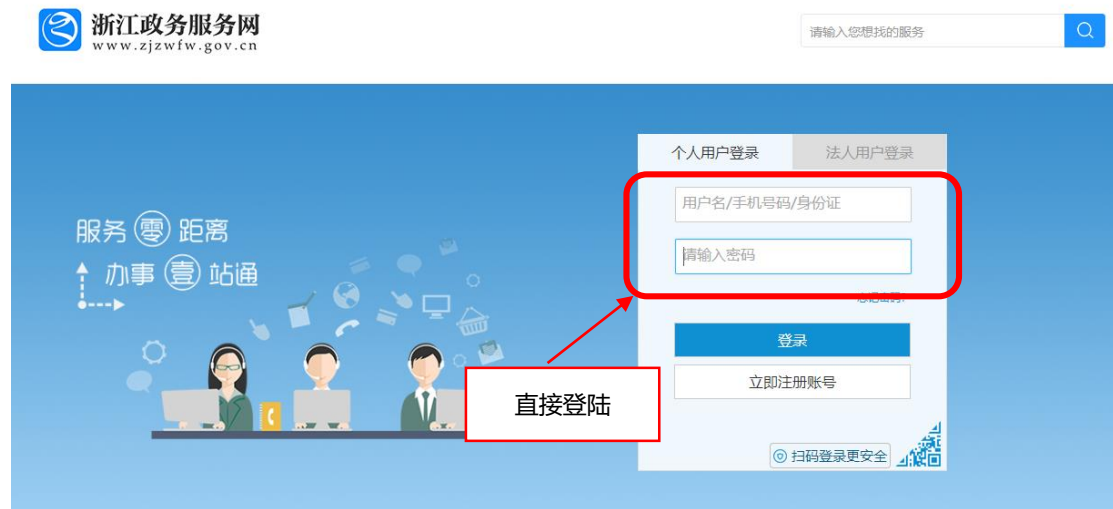 浙江政务服务网
www.zjzwfw.gov.cn
请输入您想找的服务
个人用户登录
法人用户登录
用户名/手机号码/身份证
请输入密码
服务零距离
办事壹站通
登录
立即注册账号
直接登陆
扫码登录更安全